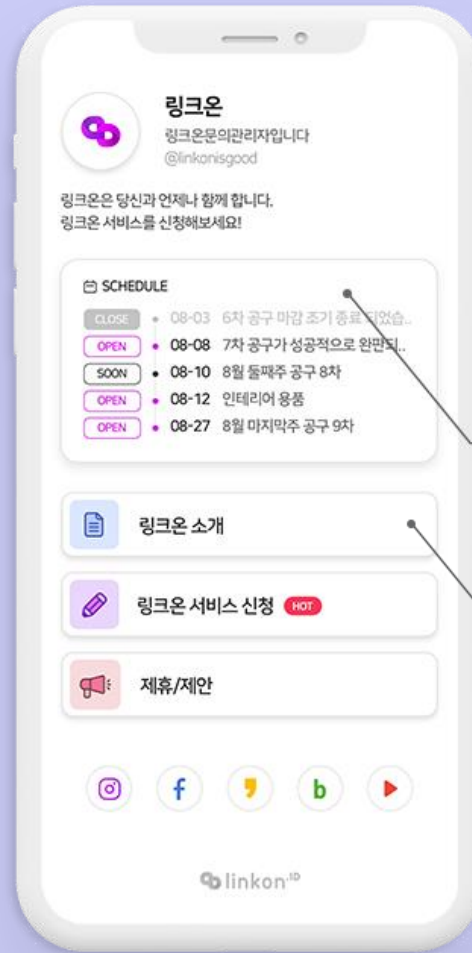 링크온
링크온문의관리자입니다
@linkonisgood
링크온은 당신과 언제나 함께 합니다.
링크온 서비스를 신청해보세요!
SCHEDULE
CLOSE 08-03 6차 공구 마감 조기 종료 되었습..
OPEN 08-08 7차 공구가 성공적으로 완판되..
SOON 08-10 8월 둘째주 공구 8차
OPEN 08-12 인테리어 용품
OPEN 08-27 8월 마지막주 공구 9차
링크온 소개
링크온 서비스 신청 HOT
제휴/제안
linkon.ID